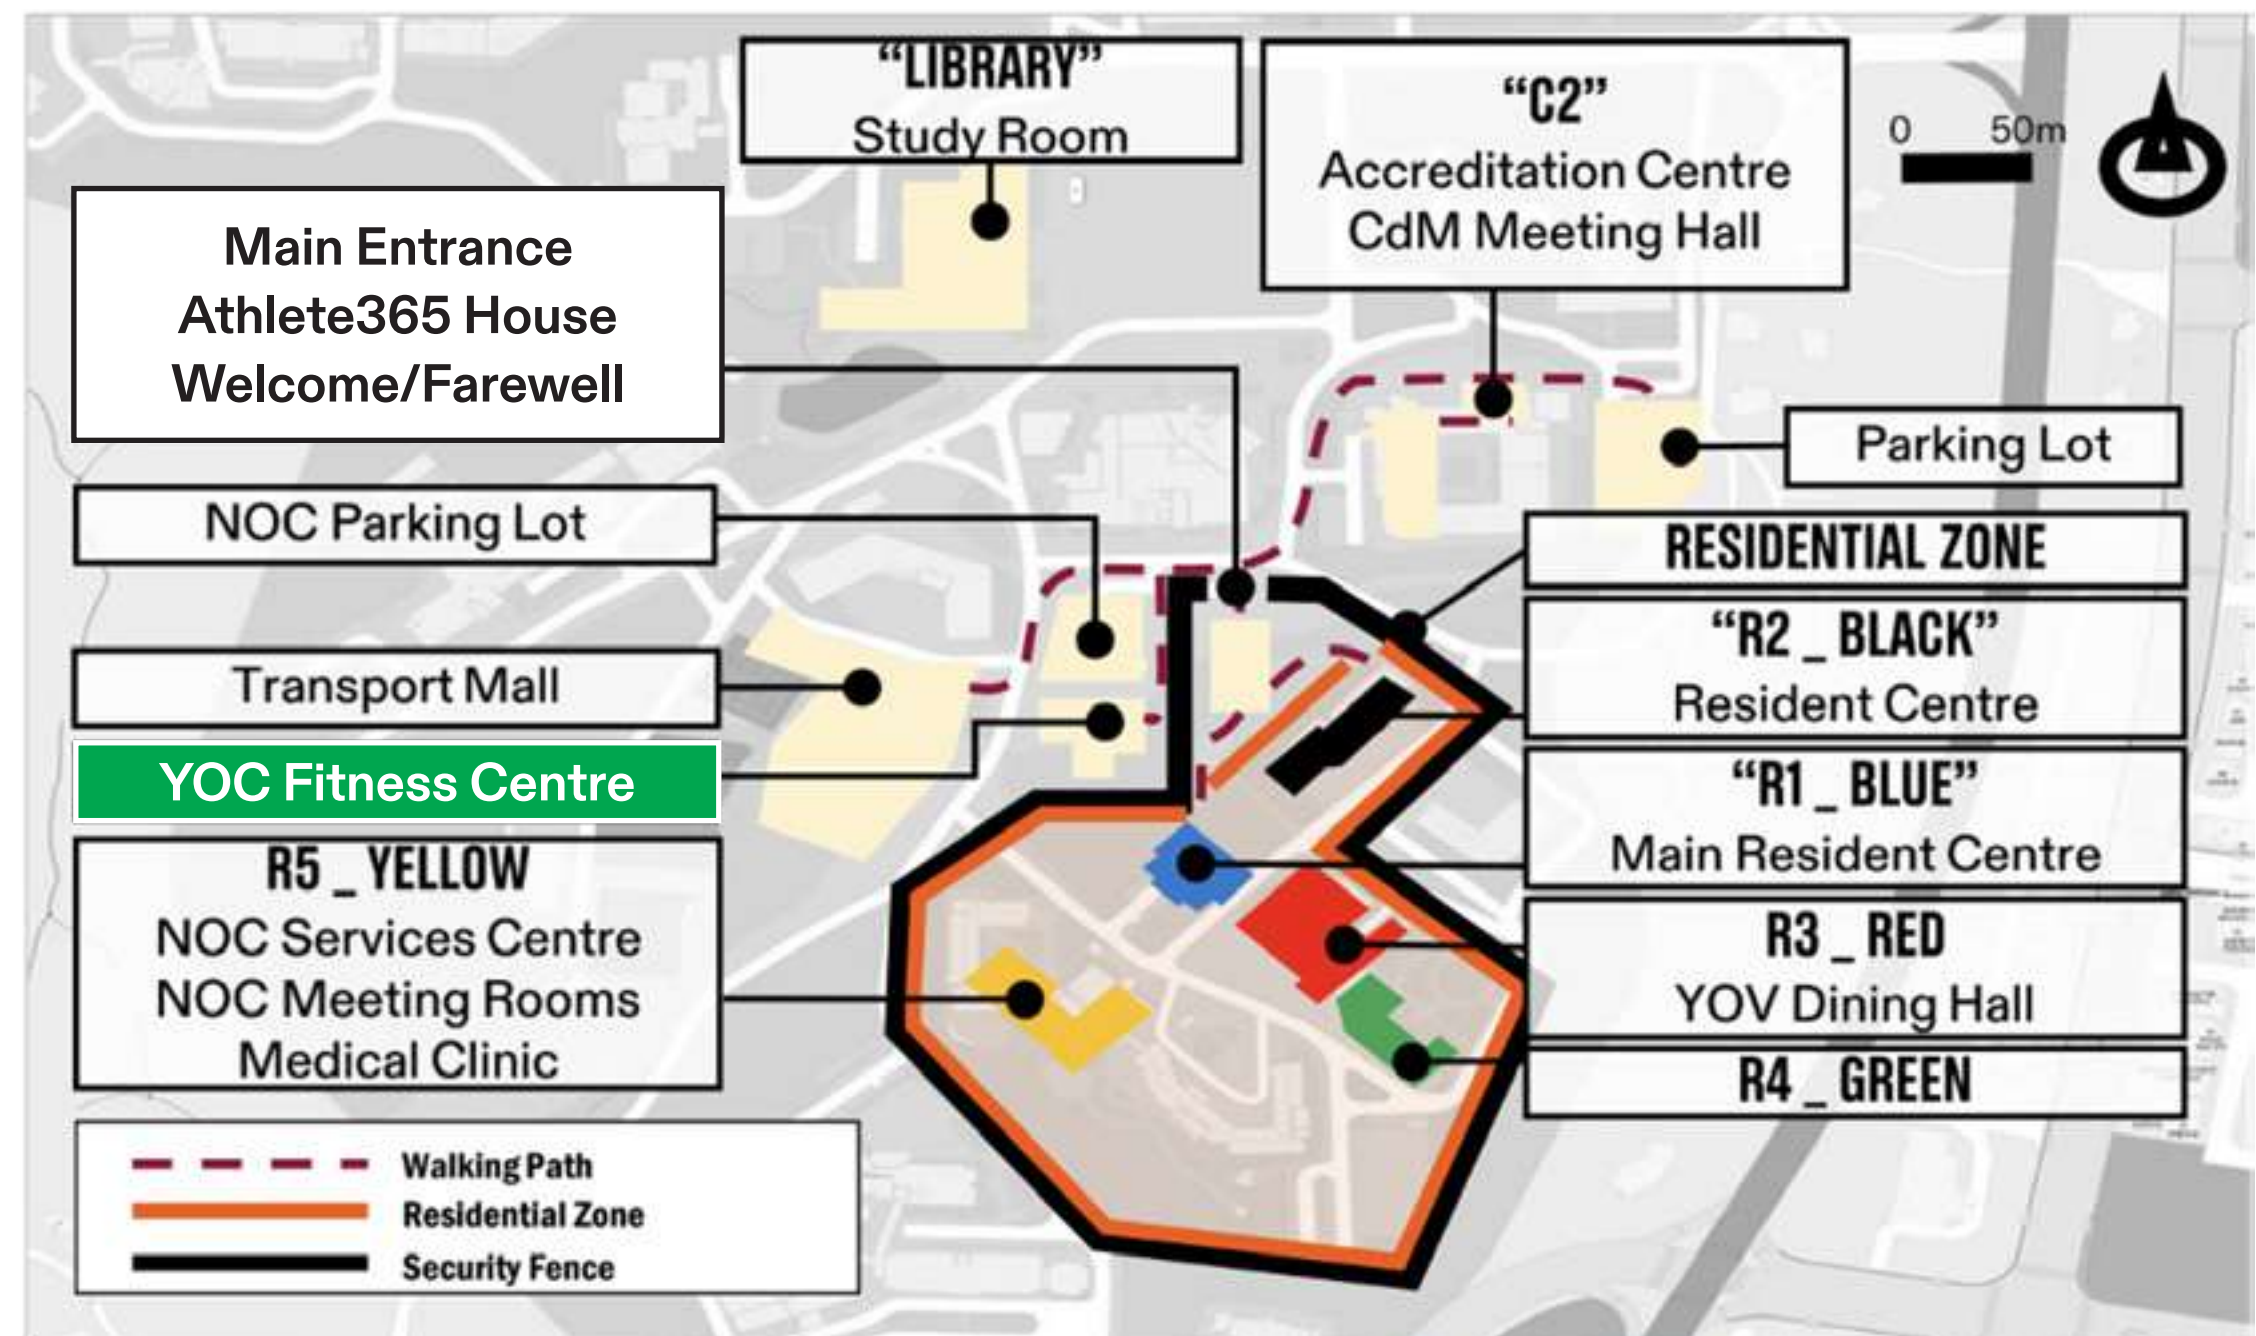 “LIBRARY”
Study Room
“C2”
Accreditation Centre
CdM Meeting Hall
0 50m
Main Entrance
Athlete365 House
Welcome/Farewell
Parking Lot
NOC Parking Lot
RESIDENTIAL ZONE
“R2 _ BLACK”
Resident Centre
Transport Mall
YOC Fitness Centre
“R1 _ BLUE”
Main Resident Centre
R5 _ YELLOW
NOC Services Centre
NOC Meeting Rooms
Medical Clinic
R3 _ RED
YOV Dining Hall
R4 _ GREEN
Walking Path
Residential Zone
Security Fence